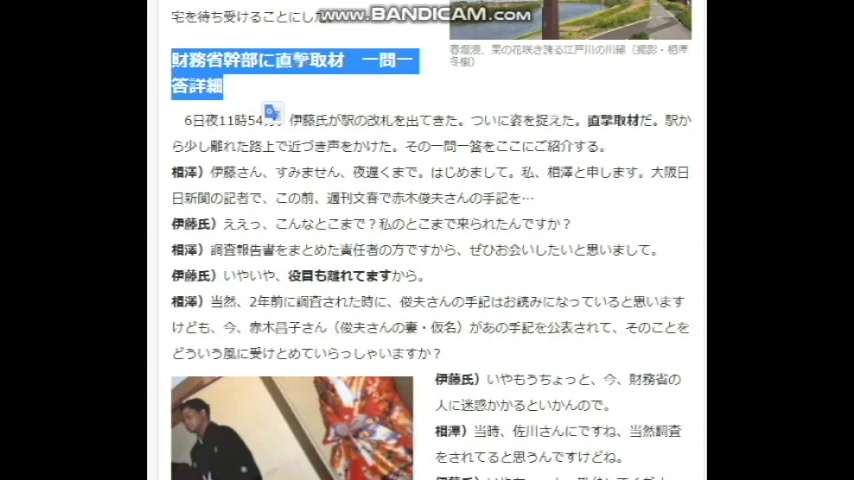 宅を待ち受けることにした
www.BANDICAM.com
春爛漫、菜の花咲き誇る江戸川の川縁（撮影・相澤
冬樹）
財務省幹部に直撃取材　一問一
答詳細
6日夜11時54 伊藤氏が駅の改札を出てきた。ついに姿を捉えた。直撃取材だ。駅か
ら少し離れた路上で近づき声をかけた。その一問一答をここにご紹介する。
相澤）伊藤さん、すみません、夜遅くまで。はじめまして。私、相澤と申します。大阪日
日新聞の記者で、この前、週刊文春で赤木俊夫さんの手記を…
伊藤氏）ええっ、こんなとこまで？私のとこまで来られたんですか？
相澤）調査報告書をまとめた責任者の方ですから、ぜひお会いしたいと思いまして。
伊藤氏）いやいや、役目も離れてますから。
相澤）当然、2年前に調査された時に、俊夫さんの手記はお読みになっていると思います
けども、今、赤木昌子さん（俊夫さんの妻・仮名）があの手記を公表されて、そのことを
どういう風に受けとめていらっしゃいますか？
伊藤氏）いやもうちょっと、今、財務省の
人に迷惑かかるといかんので。
相澤）当時、佐川さんにですね、当然調査
をされてると思うんですけどね。